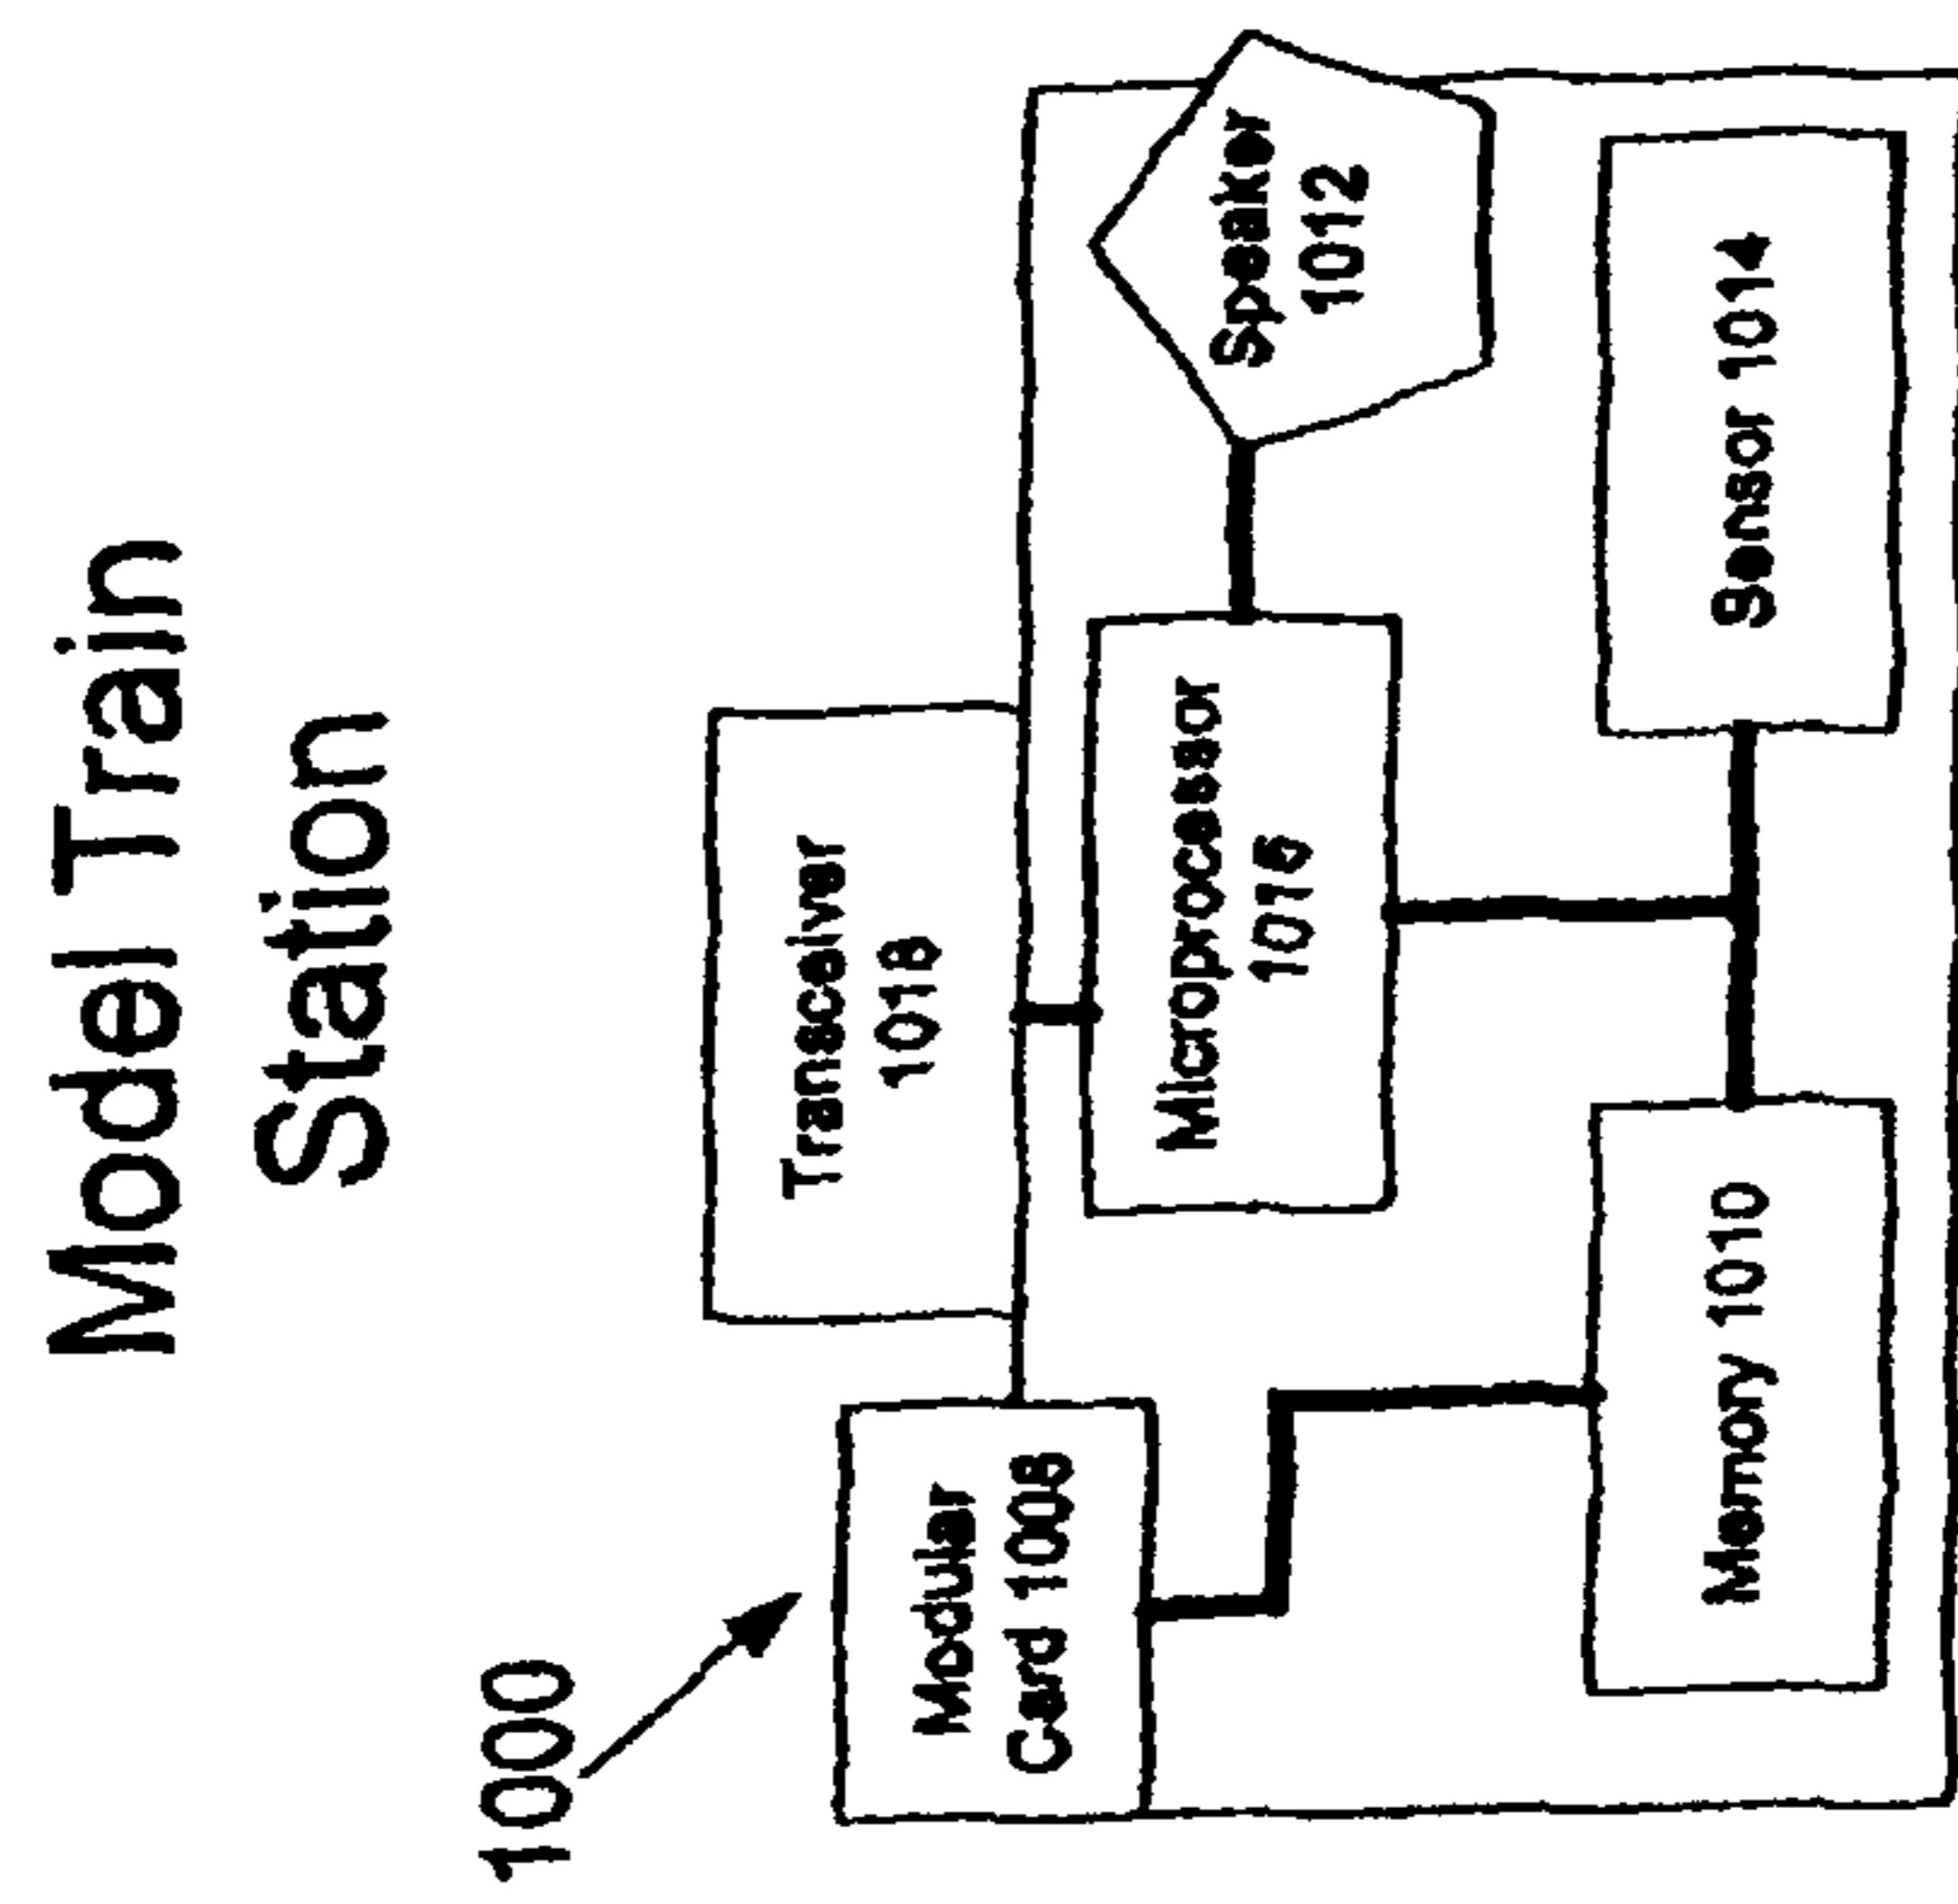 Model Train
Station
1000
Transceiver
1018
Modular
Card 1008
Microprocessor
1016
Speaker
1012
Memory 1010
Sensor 1014